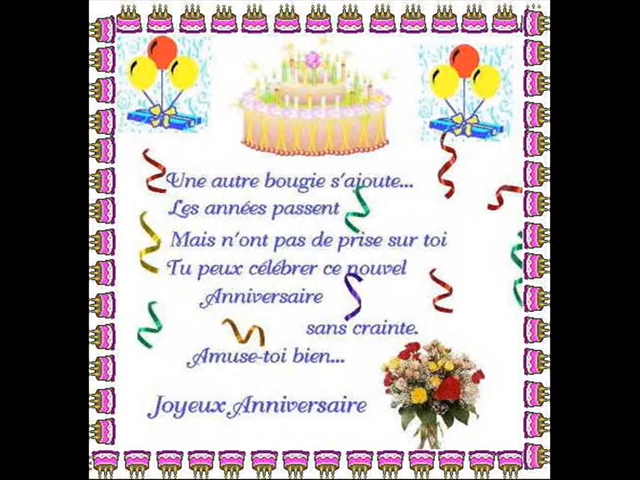 Une autre bougie s'ajoute...
Les années passent
Mais n'ont pas de prise sur toi
Tu peux célébrer ce nouvel
Anniversaire
sans crainte.
Amuse-toi bien...
Joyeux Anniversaire